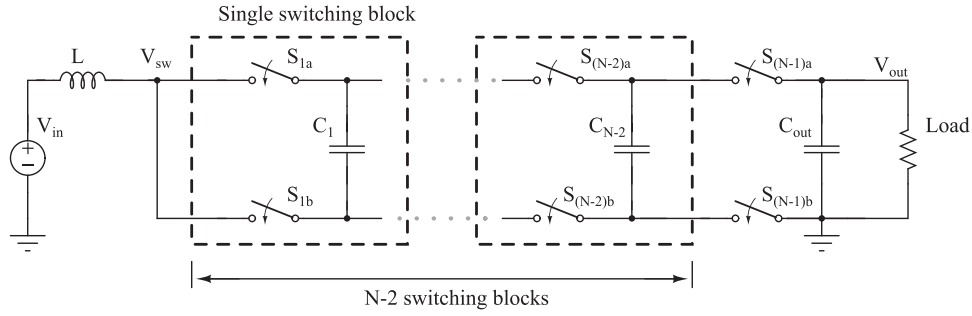 Single switching block
L
V_sw
S_1a
S_(N-2)a
S_(N-1)a
V_out
V_in
+
−
C_1
C_N-2
C_out
Load
S_1b
S_(N-2)b
S_(N-1)b
N-2 switching blocks